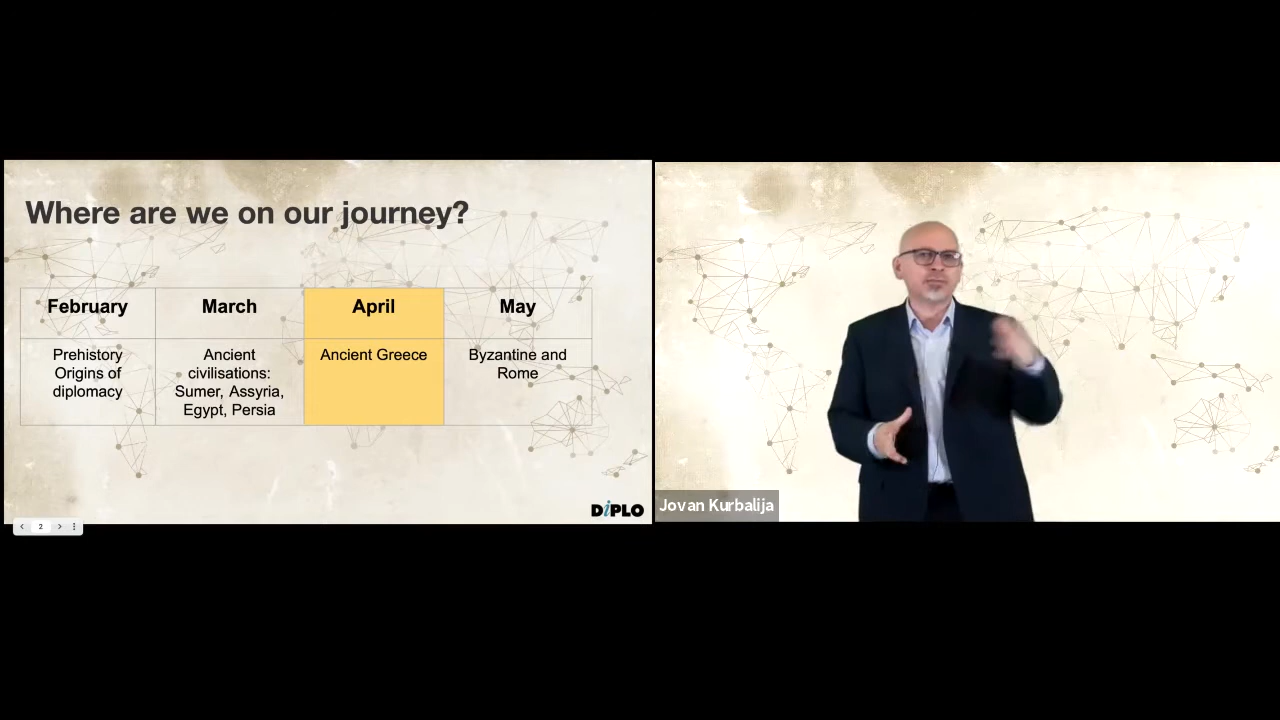 Where are we on our journey?
February
March
April
May
Prehistory
Origins of
diplomacy
Ancient
civilisations:
Sumer, Assyria,
Egypt, Persia
Ancient Greece
Byzantine and
Rome
DiPLO
2
Jovan Kurbalija